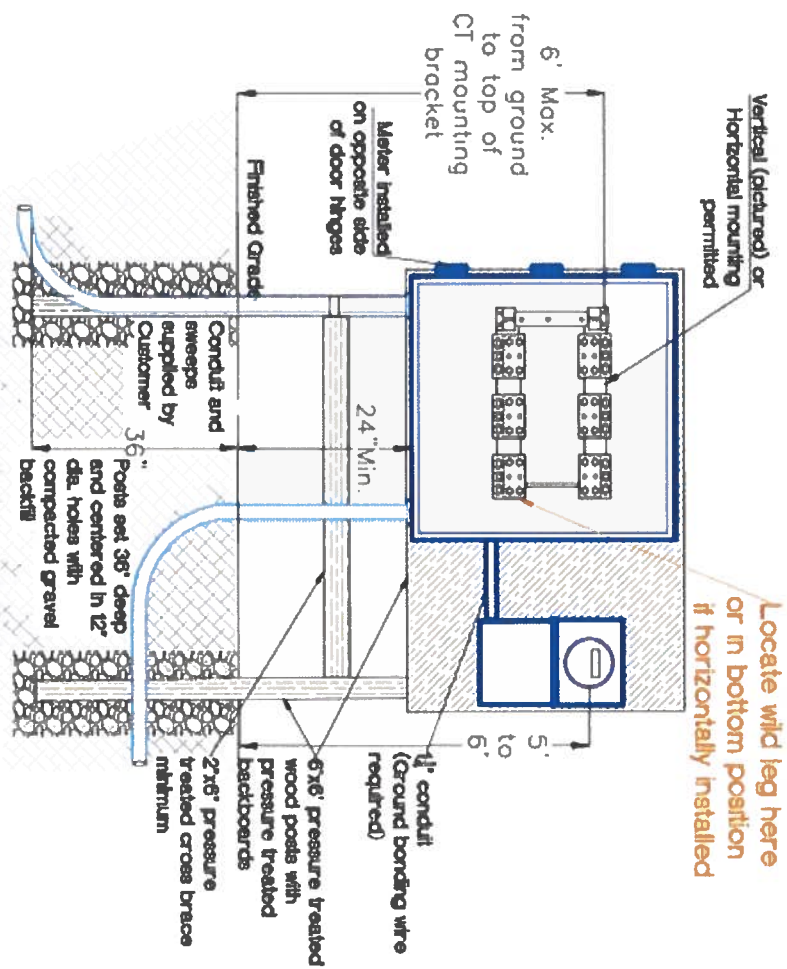 Vertical (pictured) or
Horizontal mounting
permitted
6' Max.
from ground
to top of
CT mounting
bracket
Meter installed
on opposite side
of door hinges
Finished Grade
Locate wild leg here
or in bottom position
if horizontally installed
5'
to
6'
24"Min.
36"
Conduit and
sweeps
supplied by
Customer
Posts set 36" deep
and centered in 12"
dia. holes with
compacted gravel
backfill
conduit
(Ground bonding wire
required)
6"x6" pressure treated
wood posts with
pressure treated
backboards
2"x6" pressure
treated cross brace
minimum